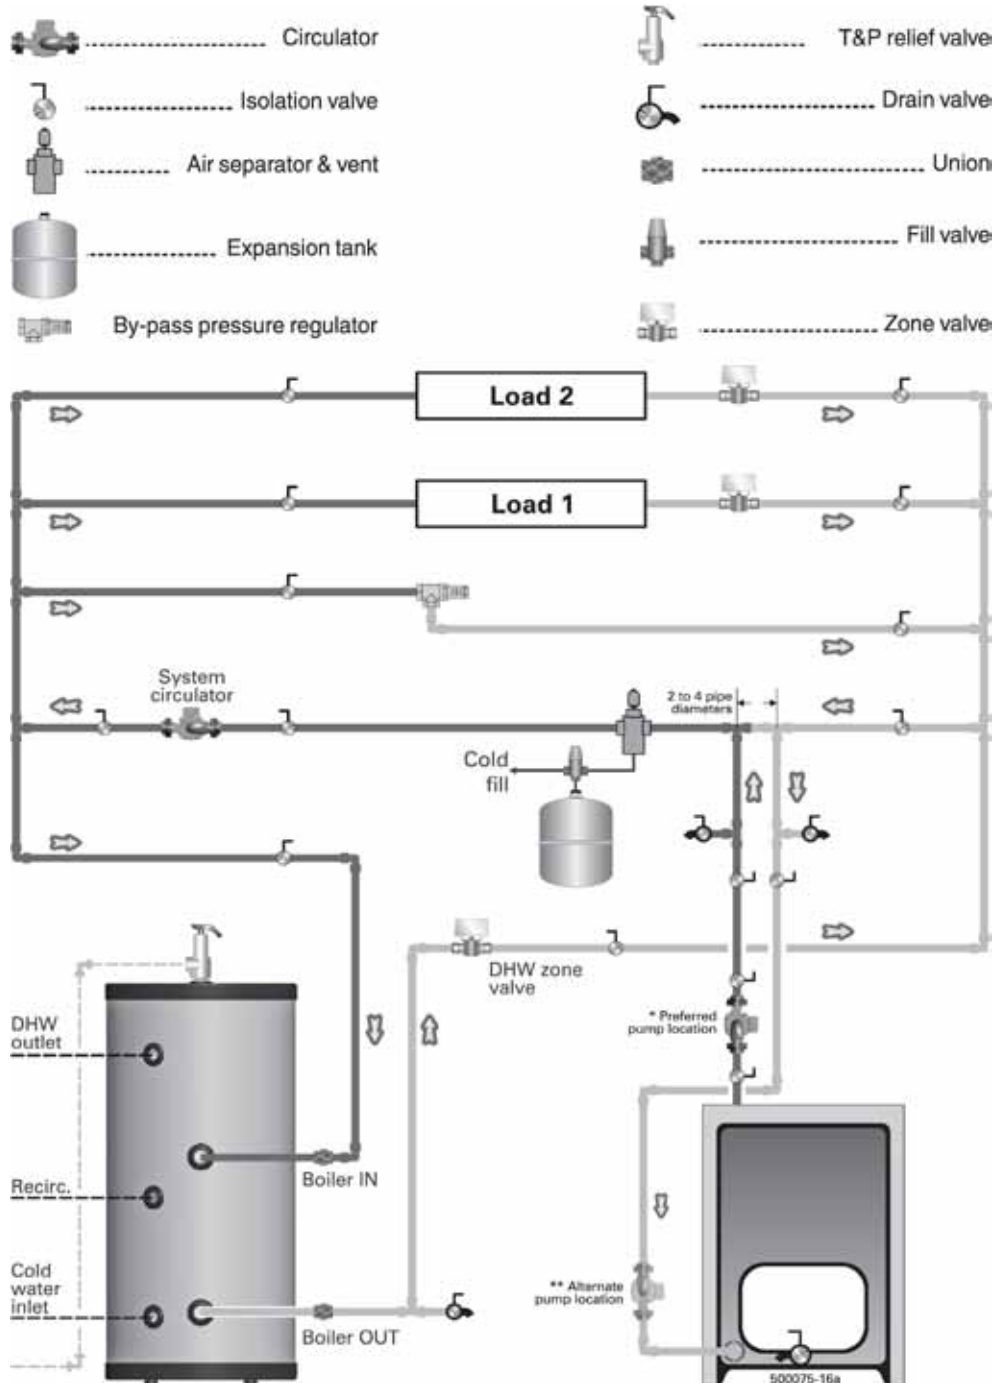 Circulator
Isolation valve
Air separator & vent
Expansion tank
By-pass pressure regulator
T&P relief valve
Drain valve
Union
Fill valve
Zone valve
Load 2
Load 1
System
circulator
2 to 4 pipe
diameters
Cold
fill
DHW zone
valve
* Preferred
pump location
DHW
outlet
Boiler IN
Recirc.
Cold
water
inlet
** Alternate
pump location
Boiler OUT
500075-16a